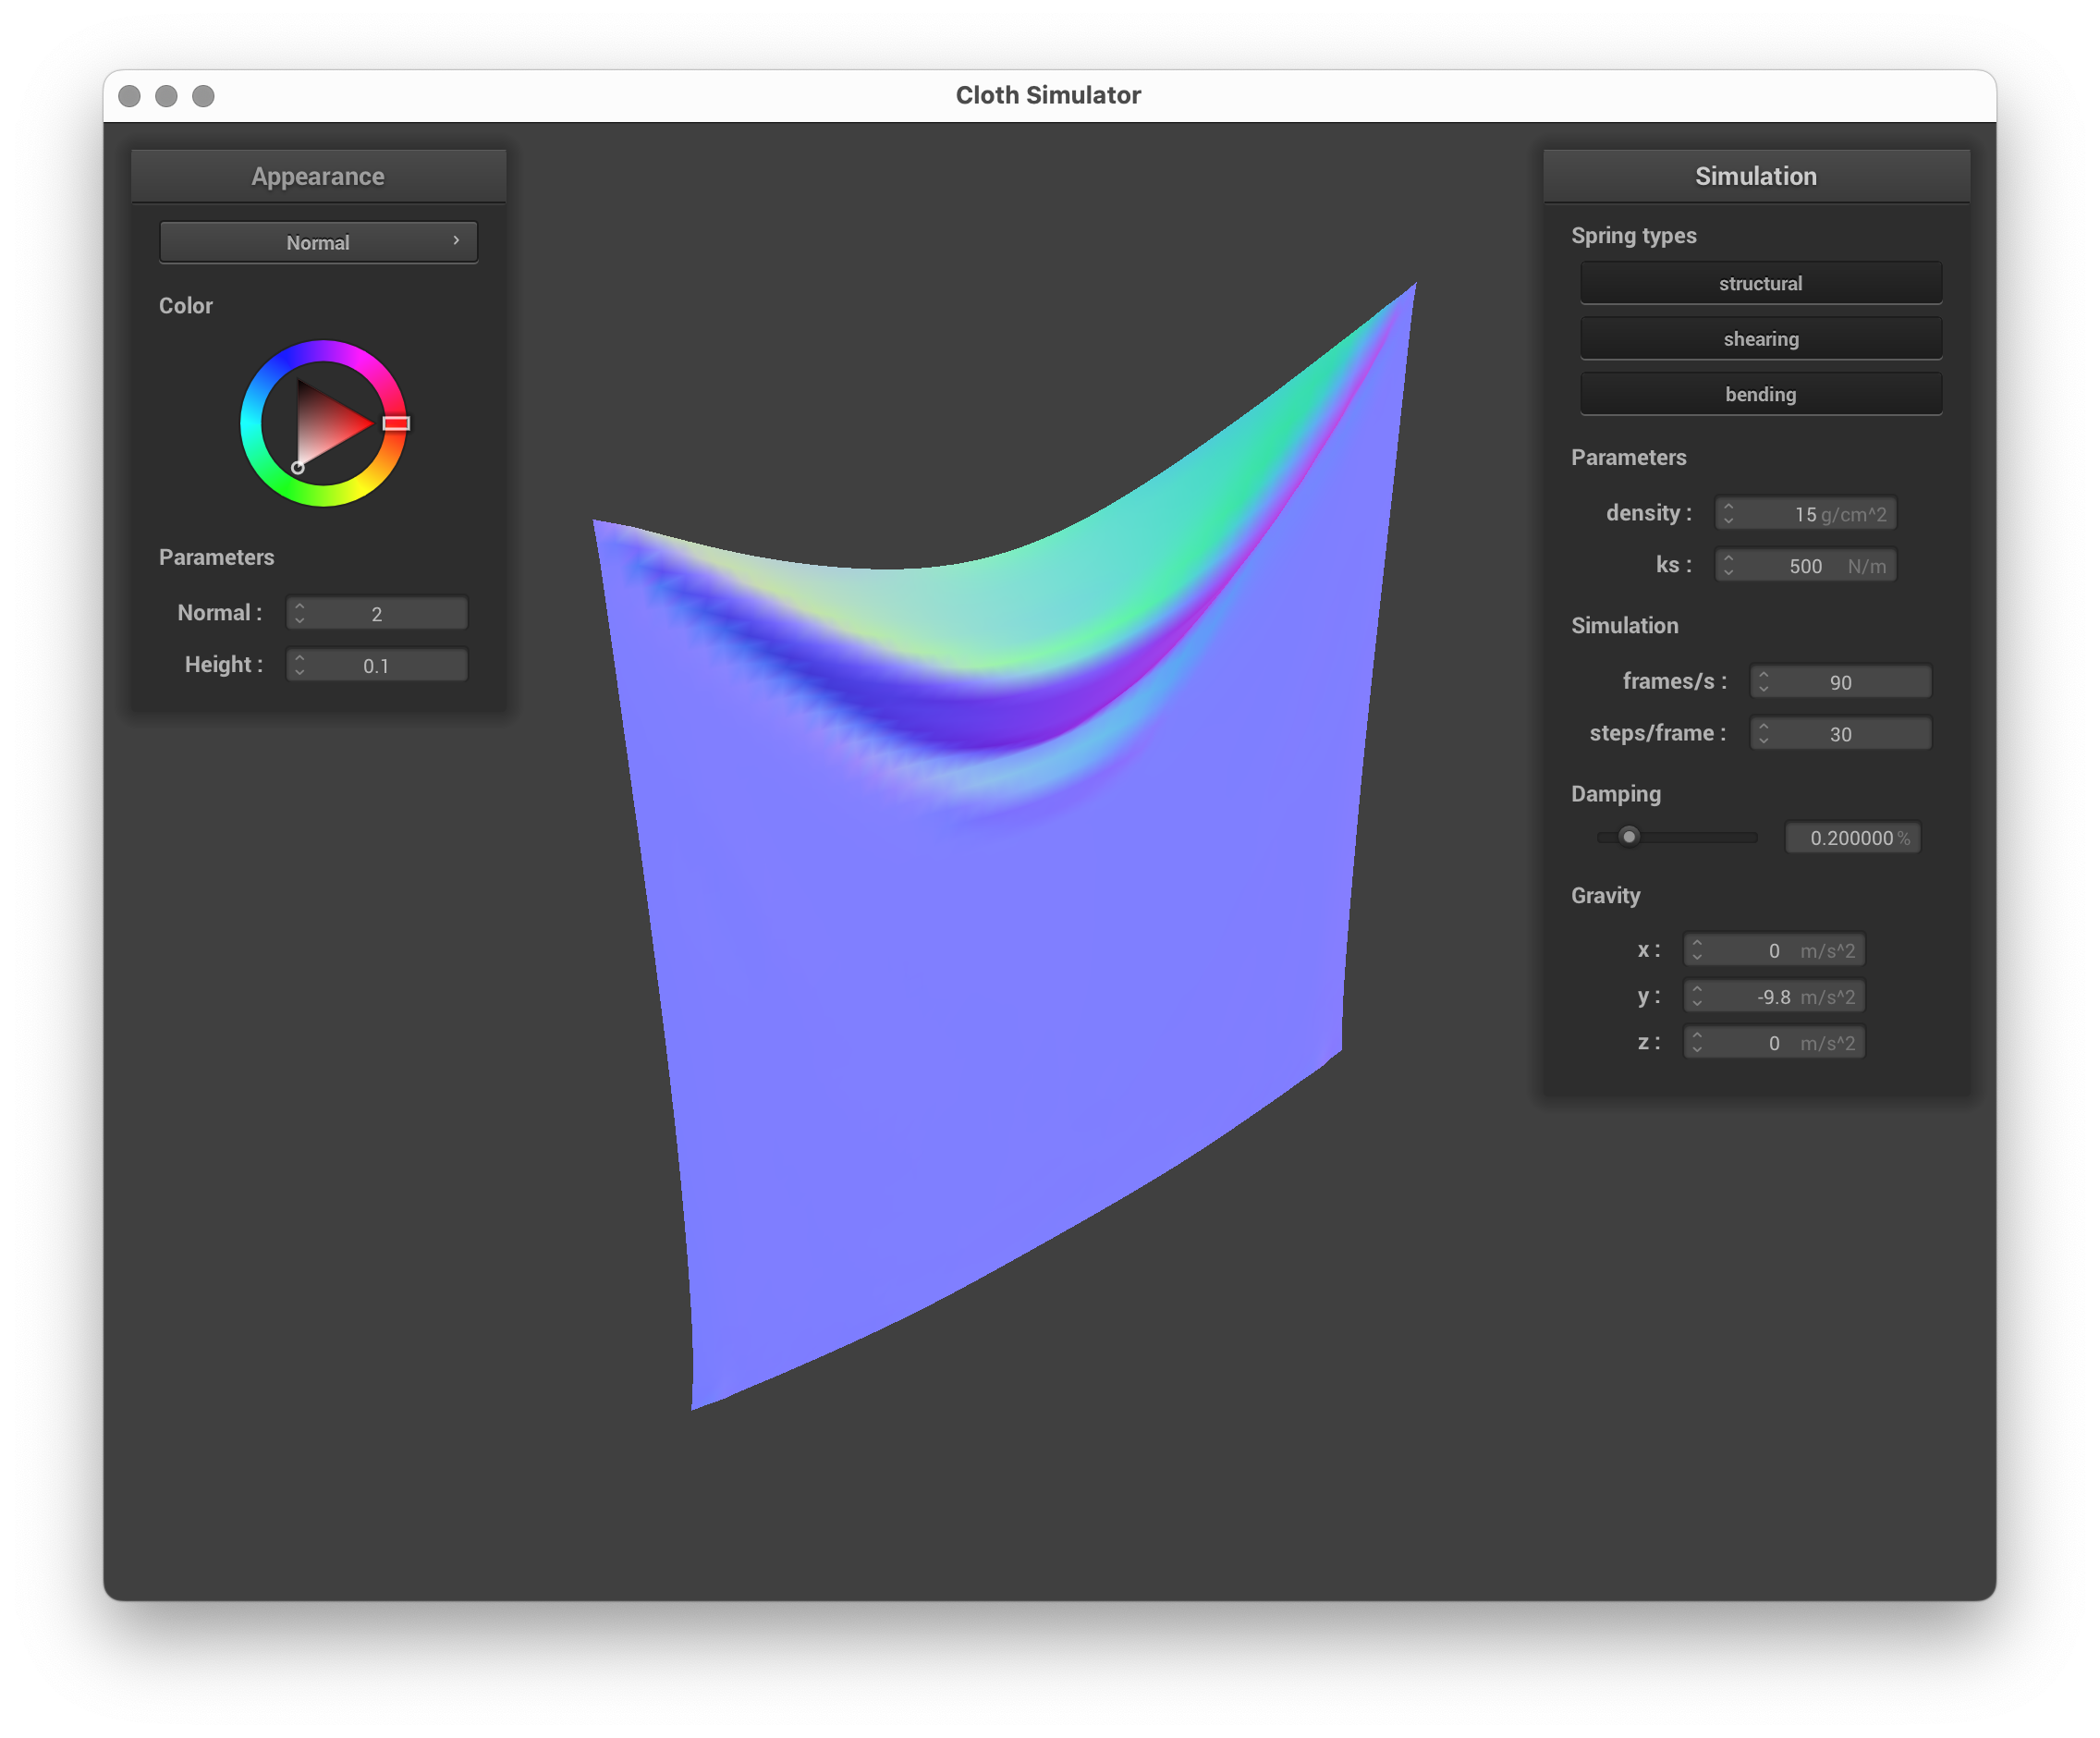 Cloth Simulator
Appearance
Normal
Color
Parameters
Normal : 2
Height : 0.1
Simulation
Spring types
structural
shearing
bending
Parameters
density : 15 g/cm^2
ks : 500 N/m
Simulation
frames/s : 90
steps/frame : 30
Damping
0.200000 %
Gravity
x : 0 m/s^2
y : -9.8 m/s^2
z : 0 m/s^2